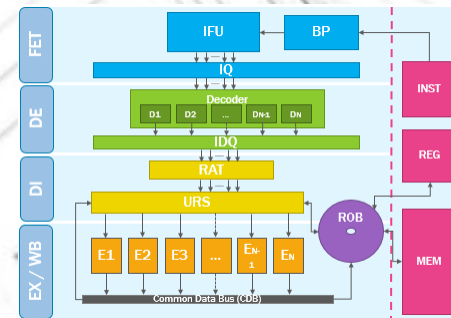 FET
IFU
BP
IQ
INST
DE
Decoder
D1 D2 ... DN-1 DN
IDQ
REG
DI
RAT
URS
ROB
EX / WB
E1 E2 E3 ... EN-1 EN
MEM
Common Data Bus (CDB)